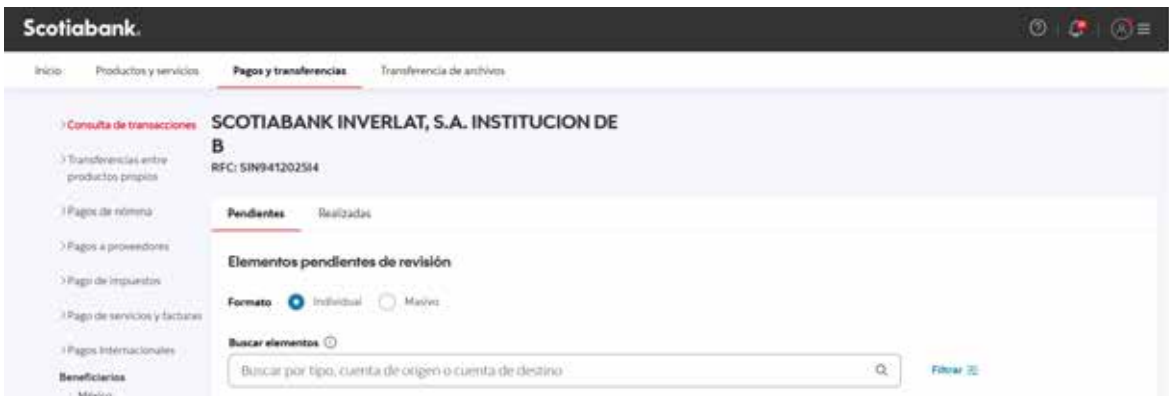 Scotiabank.
Inicio Productos y servicios Pagos y transferencias Transferencia de archivos
Consulta de transacciones
Transferencias entre
productos propios
Pagos de nómina
Pagos a proveedores
Pago de impuestos
Pago de servicios y facturas
Pagos Internacionales
Beneficiarios
México
SCOTIABANK INVERLAT, S.A. INSTITUCION DE
B
RFC: SIN9412025I4
Pendientes Realizadas
Elementos pendientes de revisión
Formato Individual Masivo
Buscar elementos
Buscar por tipo, cuenta de origen o cuenta de destino
Filtrar